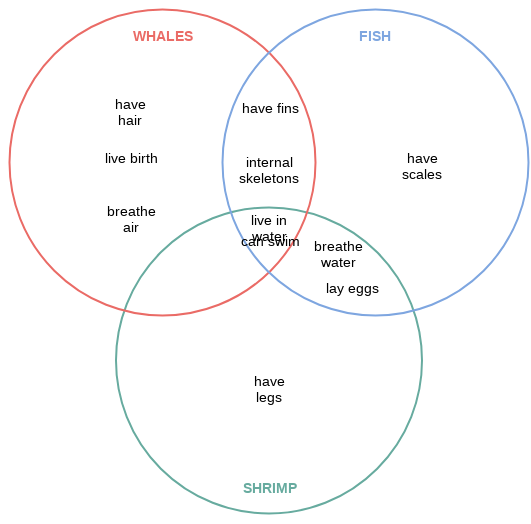 WHALES
FISH
have
hair
have fins
live birth
internal
skeletons
have
scales
breathe
air
live in
water
can swim
breathe
water
lay eggs
have
legs
SHRIMP